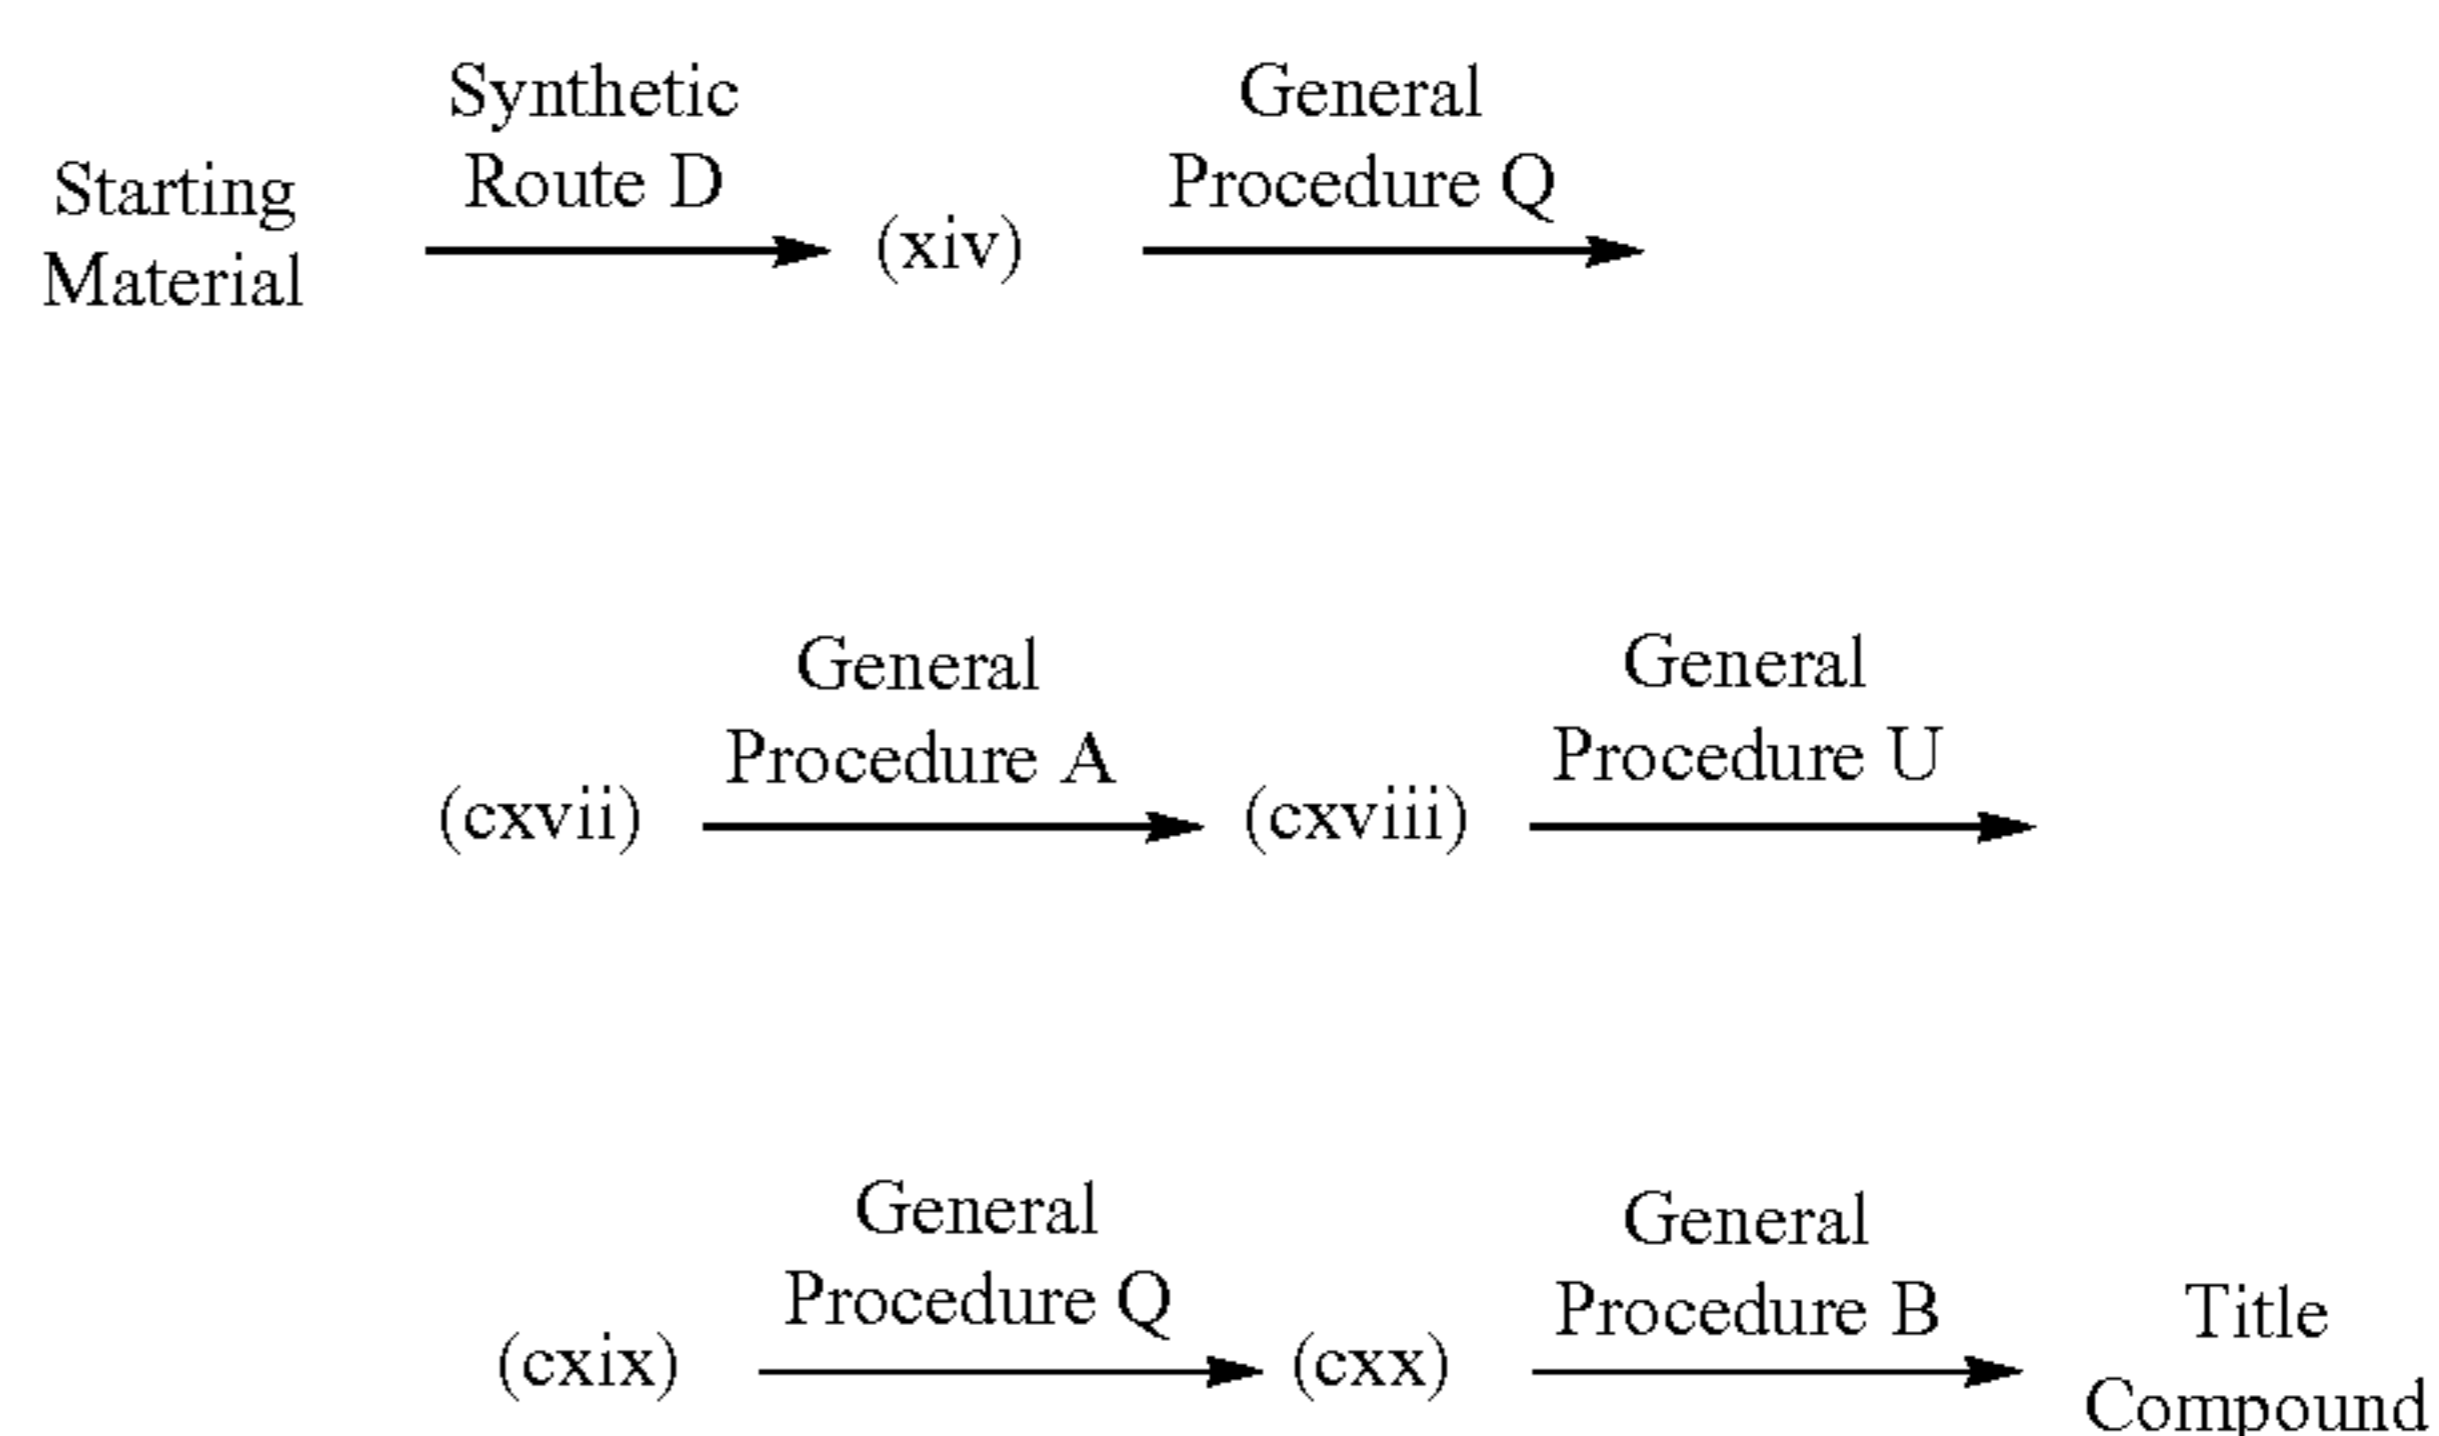 Starting
Material
Synthetic
Route D
(xiv)
General
Procedure Q
(cxvii)
General
Procedure A
(cxviii)
General
Procedure U
(cxix)
General
Procedure Q
(cxx)
General
Procedure B
Title
Compound